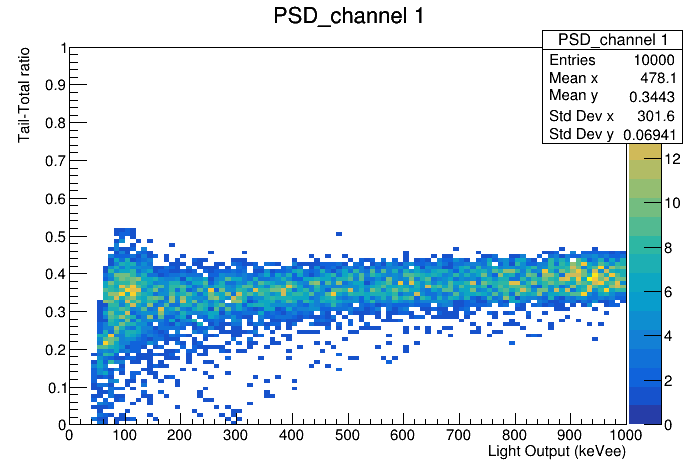 PSD_channel 1
PSD_channel 1
Entries 10000
Mean x 478.1
Mean y 0.3443
Std Dev x 301.6
Std Dev y 0.06941
Tail-Total ratio
1
0.9
0.8
0.7
0.6
0.5
0.4
0.3
0.2
0.1
0
0 100 200 300 400 500 600 700 800 900 1000
Light Output (keVee)
12
10
8
6
4
2
0